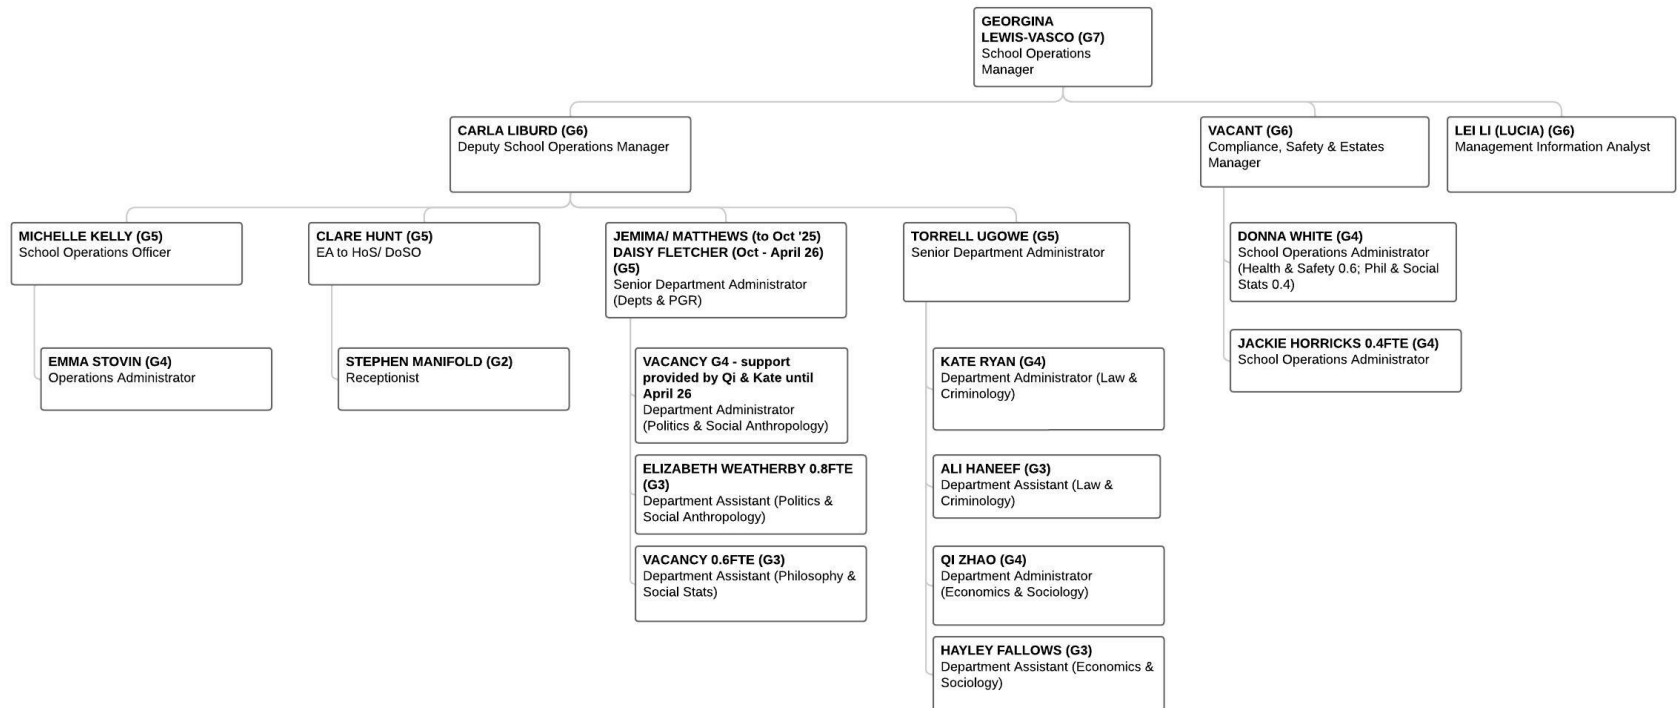 GEORGINA
LEWIS-VASCO (G7)
School Operations
Manager
CARLA LIBURD (G6)
Deputy School Operations Manager
VACANT (G6)
Compliance, Safety & Estates
Manager
LEI LI (LUCIA) (G6)
Management Information Analyst
MICHELLE KELLY (G5)
School Operations Officer
CLARE HUNT (G5)
EA to HoS/ DoSO
JEMIMA/ MATTHEWS (to Oct '25)
DAISY FLETCHER (Oct - April 26)
(G5)
Senior Department Administrator
(Depts & PGR)
TORRELL UGOWE (G5)
Senior Department Administrator
DONNA WHITE (G4)
School Operations Administrator
(Health & Safety 0.6; Phil & Social
Stats 0.4)
JACKIE HORRICKS 0.4FTE (G4)
School Operations Administrator
EMMA STOVIN (G4)
Operations Administrator
STEPHEN MANIFOLD (G2)
Receptionist
VACANCY G4 - support
provided by Qi & Kate until
April 26
Department Administrator
(Politics & Social Anthropology)
ELIZABETH WEATHERBY 0.8FTE
(G3)
Department Assistant (Politics &
Social Anthropology)
VACANCY 0.6FTE (G3)
Department Assistant (Philosophy &
Social Stats)
KATE RYAN (G4)
Department Administrator (Law &
Criminology)
ALI HANEEF (G3)
Department Assistant (Law &
Criminology)
QI ZHAO (G4)
Department Administrator
(Economics & Sociology)
HAYLEY FALLOWS (G3)
Department Assistant (Economics &
Sociology)